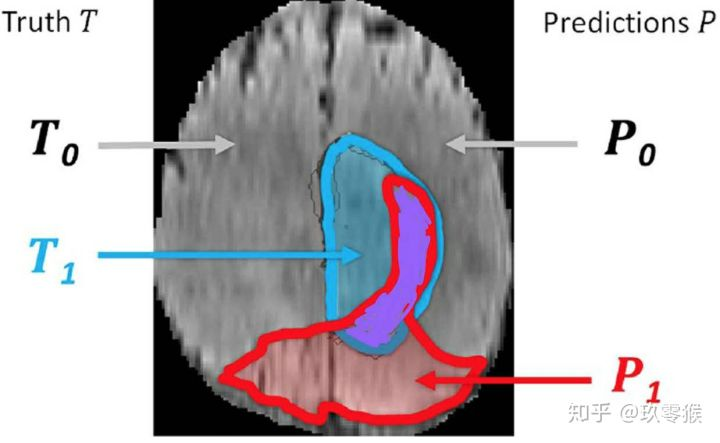 Truth T
Predictions P
T0
P0
T1
P1
知乎 @玖零猴